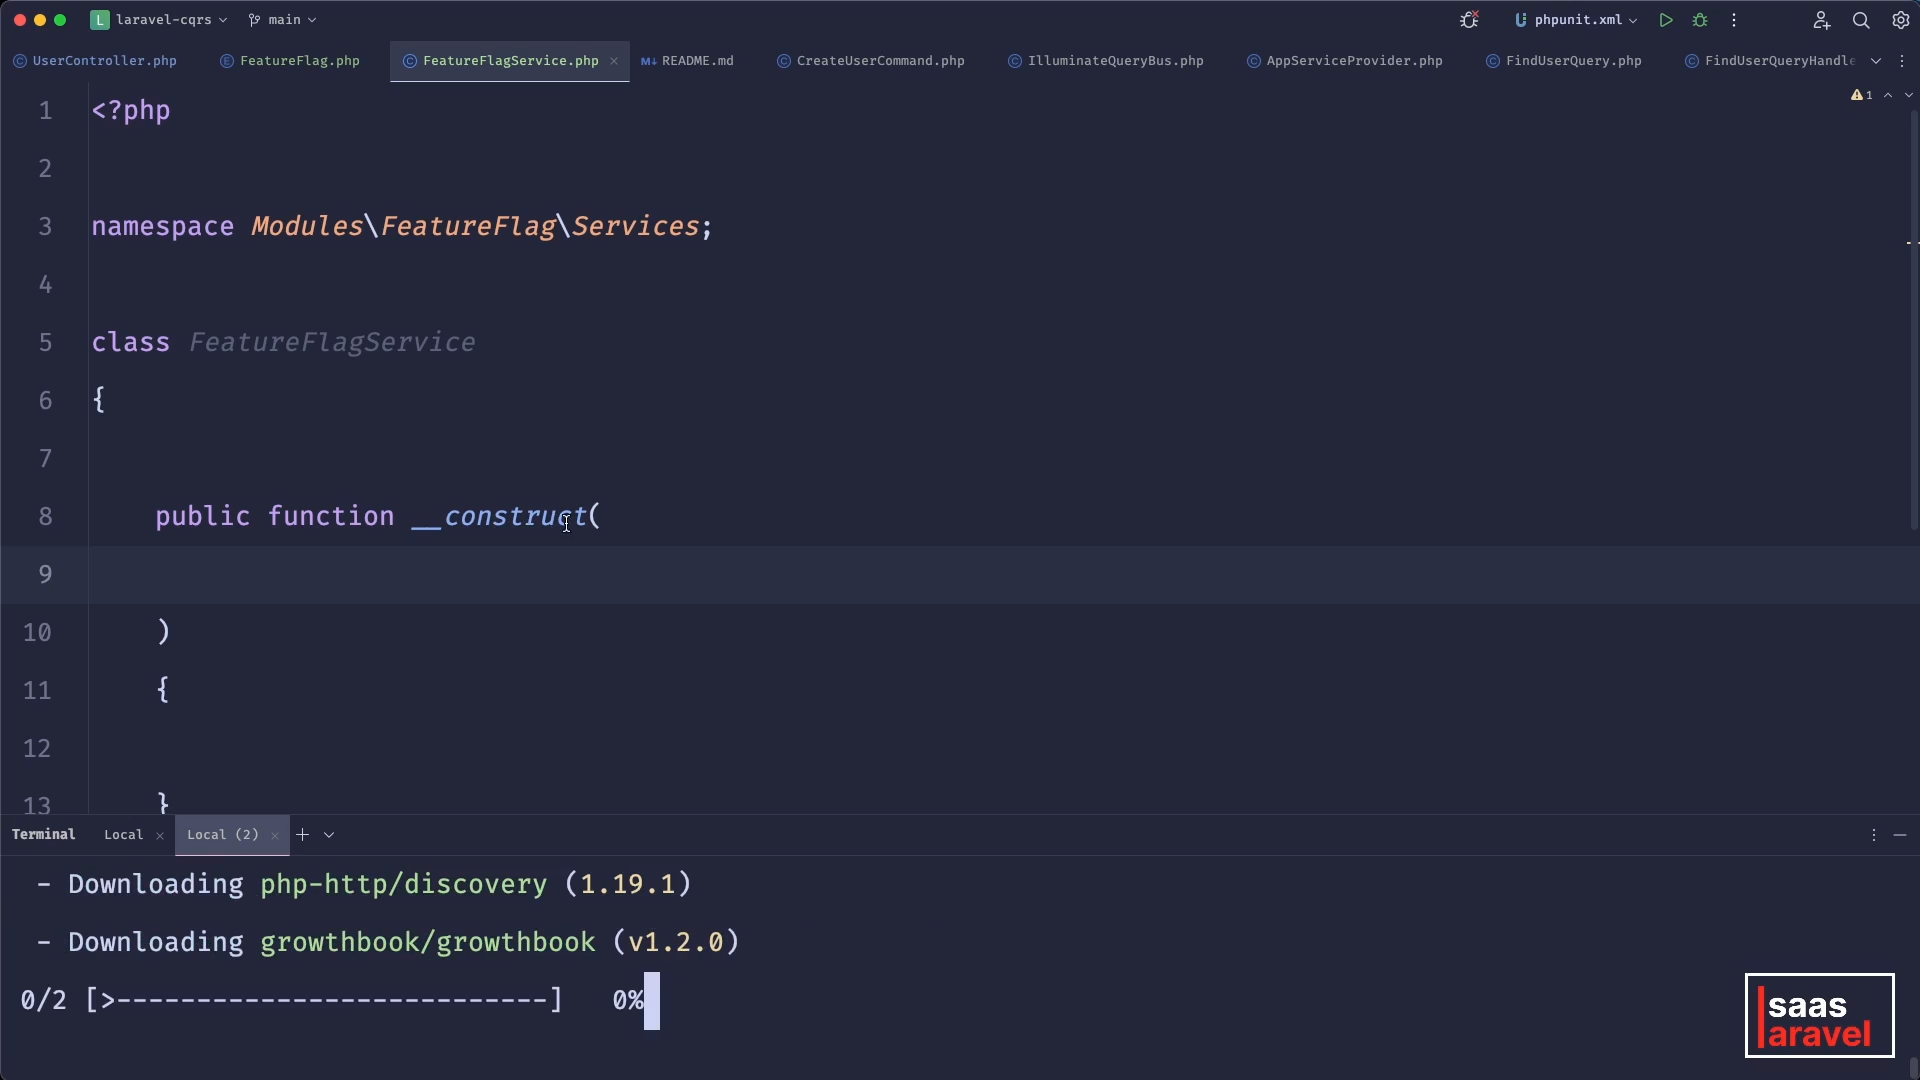 L laravel-cqrs main phpunit.xml
UserController.php FeatureFlag.php FeatureFlagService.php README.md CreateUserCommand.php IlluminateQueryBus.php AppServiceProvider.php FindUserQuery.php FindUserQueryHandle
1 <?php 1
2
3 namespace Modules\FeatureFlag\Services;
4
5 class FeatureFlagService
6 {
7
8 public function __construct(
9
10 )
11 {
12
13 }
Terminal Local Local (2)
- Downloading php-http/discovery (1.19.1)
- Downloading growthbook/growthbook (v1.2.0)
0/2 [>---------------------------] 0%
saas
laravel